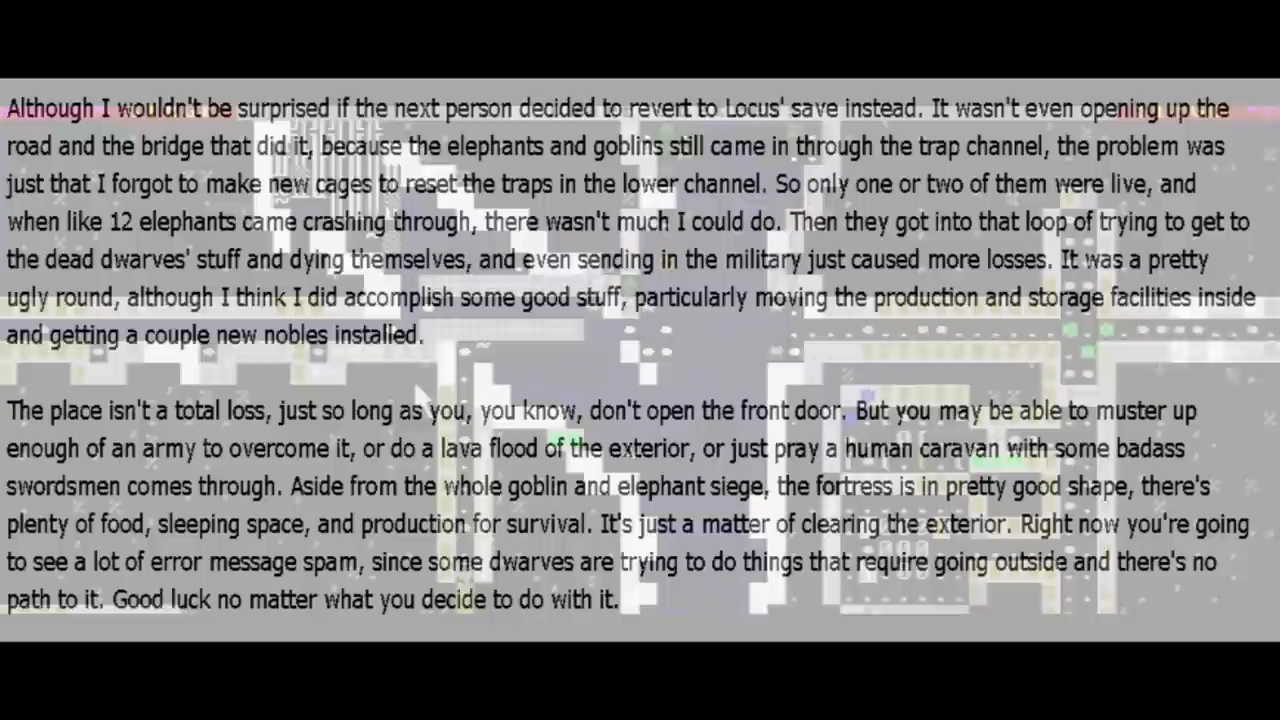 Although I wouldn't be surprised if the next person decided to revert to Locus' save instead. It wasn't even opening up the
road and the bridge that did it, because the elephants and goblins still came in through the trap channel, the problem was
just that I forgot to make new cages to reset the traps in the lower channel. So only one or two of them were live, and
when like 12 elephants came crashing through, there wasn't much I could do. Then they got into that loop of trying to get to
the dead dwarves' stuff and dying themselves, and even sending in the military just caused more losses. It was a pretty
ugly round, although I think I did accomplish some good stuff, particularly moving the production and storage facilities inside
and getting a couple new nobles installed.
The place isn't a total loss, just so long as you, you know, don't open the front door. But you may be able to muster up
enough of an army to overcome it, or do a lava flood of the exterior, or just pray a human caravan with some badass
swordsmen comes through. Aside from the whole goblin and elephant siege, the fortress is in pretty good shape, there's
plenty of food, sleeping space, and production for survival. It's just a matter of clearing the exterior. Right now you're going
to see a lot of error message spam, since some dwarves are trying to do things that require going outside and there's no
path to it. Good luck no matter what you decide to do with it.